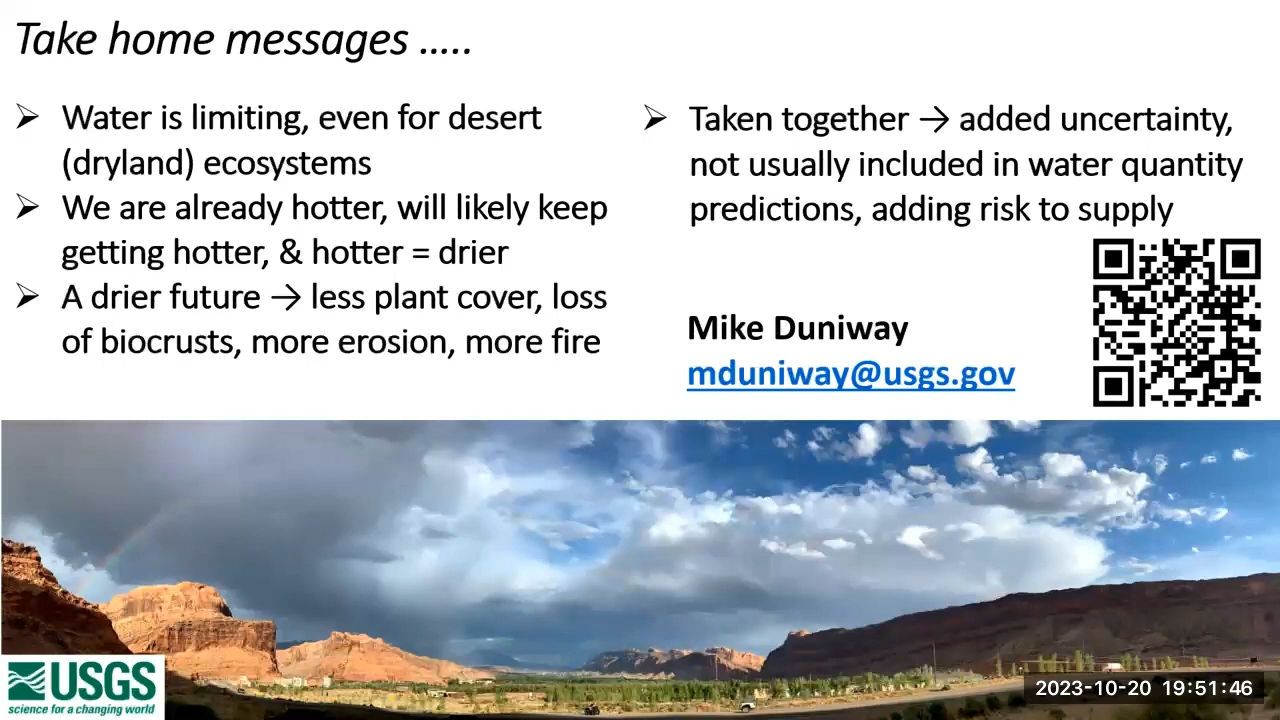 Take home messages .....
➢ Water is limiting, even for desert
(dryland) ecosystems
➢ We are already hotter, will likely keep
getting hotter, & hotter = drier
➢ A drier future → less plant cover, loss
of biocrusts, more erosion, more fire
➢ Taken together → added uncertainty,
not usually included in water quantity
predictions, adding risk to supply
Mike Duniway
mduniway@usgs.gov
USGS
science for a changing world
2023-10-20 19:51:46